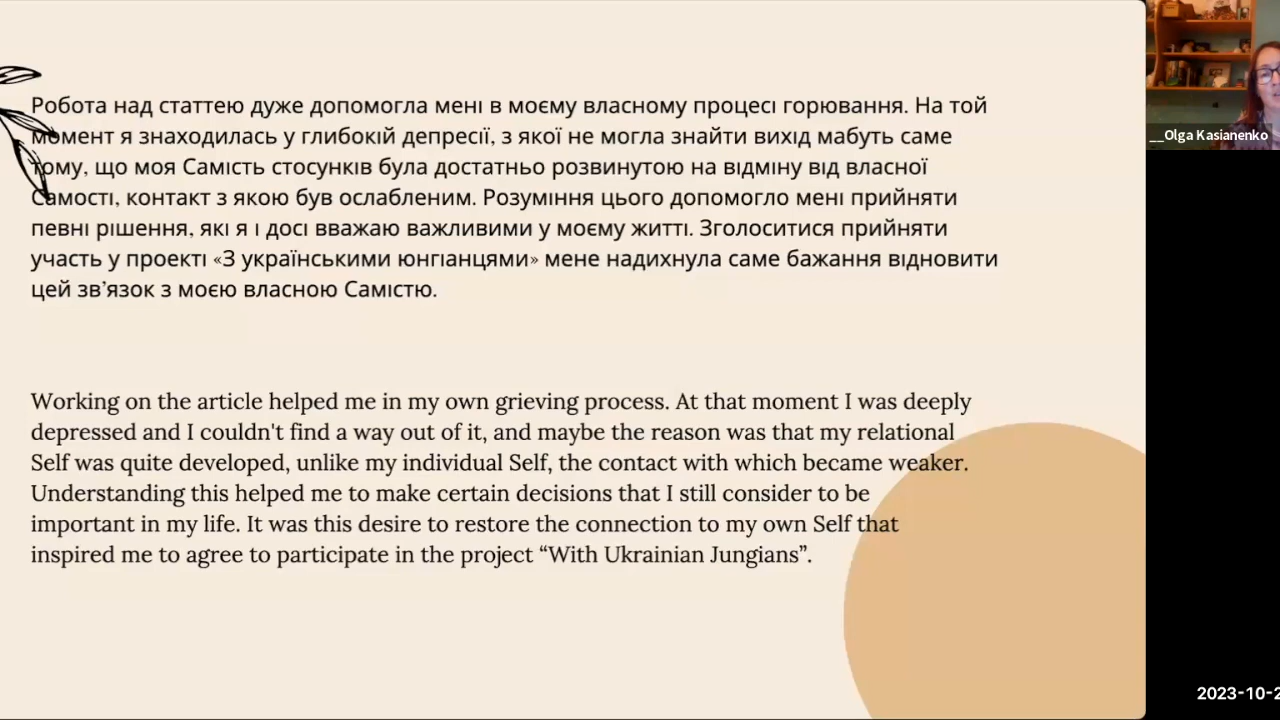 Робота над статтею дуже допомогла мені в моєму власному процесі горювання. На той
момент я знаходилась у глибокій депресії, з якої не могла знайти вихід мабуть саме
тому, що моя Самість стосунків була достатньо розвинутою на відміну від власної
Самості, контакт з якою був ослабленим. Розуміння цього допомогло мені прийняти
певні рішення, які я і досі вважаю важливими у моєму житті. Зголоситися прийняти
участь у проекті «З українськими юнгіанцями» мене надихнула саме бажання відновити
цей зв’язок з моєю власною Самістю.
Working on the article helped me in my own grieving process. At that moment I was deeply
depressed and I couldn't find a way out of it, and maybe the reason was that my relational
Self was quite developed, unlike my individual Self, the contact with which became weaker.
Understanding this helped me to make certain decisions that I still consider to be
important in my life. It was this desire to restore the connection to my own Self that
inspired me to agree to participate in the project “With Ukrainian Jungians”.
__Olga Kasianenko
2023-10-2